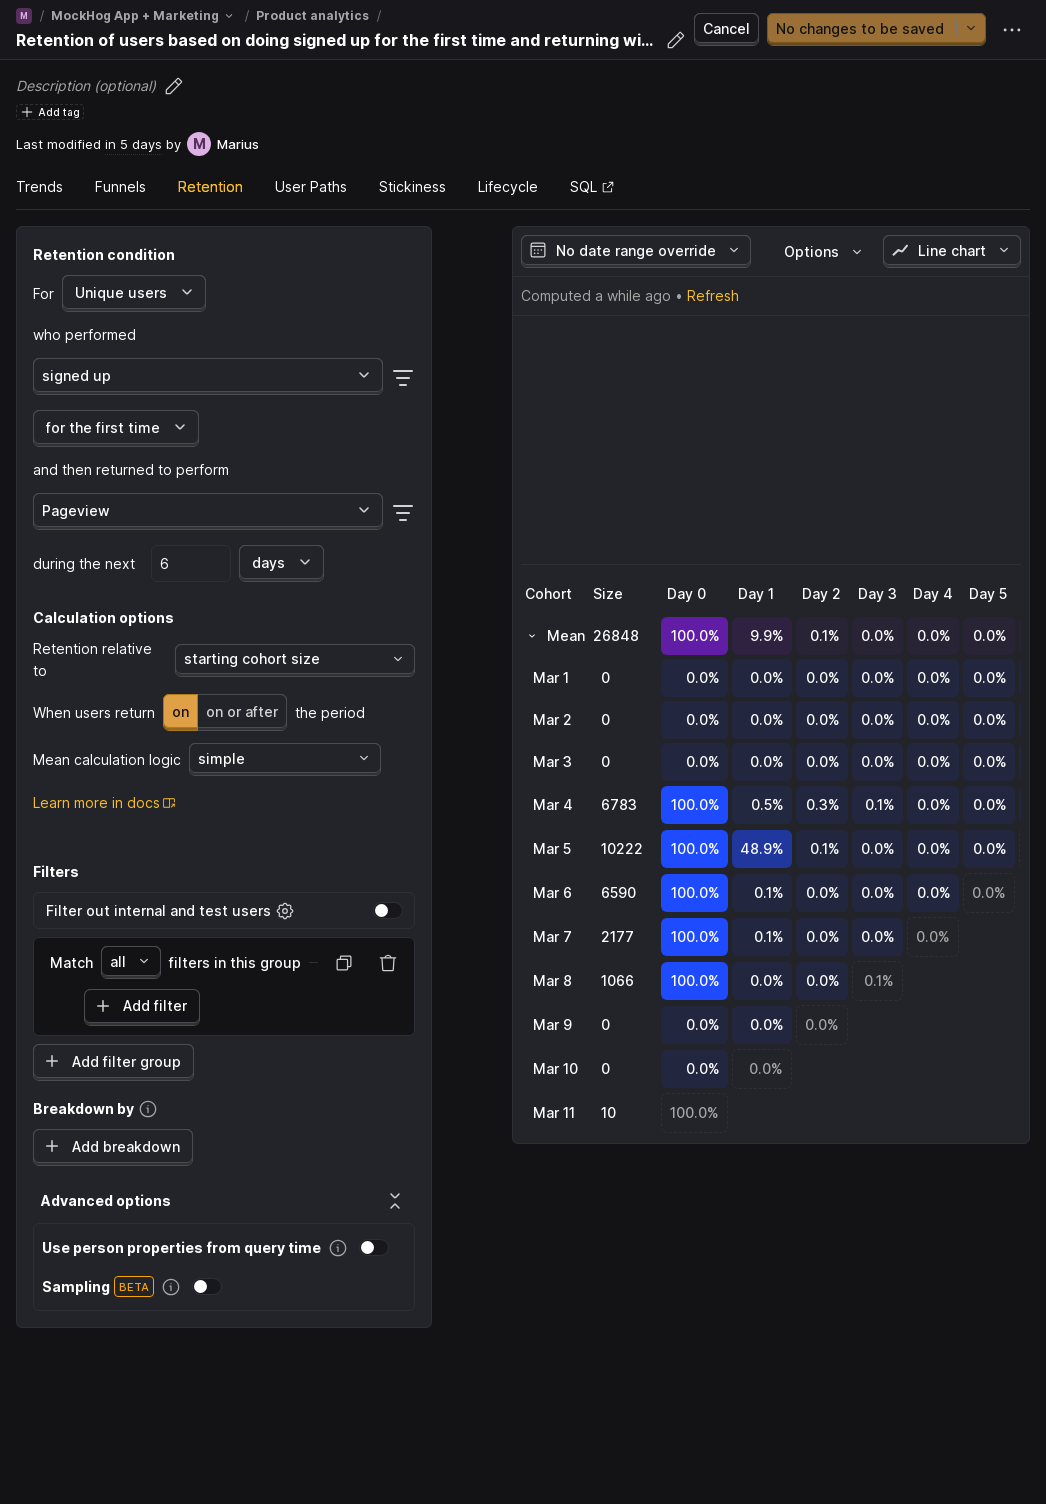 M / MockHog App + Marketing / Product analytics /
Retention of users based on doing signed up for the first time and returning wi...
Cancel
No changes to be saved
Description (optional)
Add tag
Last modified in 5 days by M Marius
Trends Funnels Retention User Paths Stickiness Lifecycle SQL
Retention condition
For Unique users
who performed
signed up
for the first time
and then returned to perform
Pageview
during the next 6 days
Calculation options
Retention relative
to
starting cohort size
When users return on on or after the period
Mean calculation logic simple
Learn more in docs
Filters
Filter out internal and test users
Match all filters in this group
Add filter
Add filter group
Breakdown by
Add breakdown
Advanced options
Use person properties from query time
Sampling BETA
No date range override Options Line chart
Computed a while ago • Refresh
Cohort Size Day 0 Day 1 Day 2 Day 3 Day 4 Day 5
Mean 26848 100.0% 9.9% 0.1% 0.0% 0.0% 0.0%
Mar 1 0 0.0% 0.0% 0.0% 0.0% 0.0% 0.0%
Mar 2 0 0.0% 0.0% 0.0% 0.0% 0.0% 0.0%
Mar 3 0 0.0% 0.0% 0.0% 0.0% 0.0% 0.0%
Mar 4 6783 100.0% 0.5% 0.3% 0.1% 0.0% 0.0%
Mar 5 10222 100.0% 48.9% 0.1% 0.0% 0.0% 0.0%
Mar 6 6590 100.0% 0.1% 0.0% 0.0% 0.0% 0.0%
Mar 7 2177 100.0% 0.1% 0.0% 0.0% 0.0%
Mar 8 1066 100.0% 0.0% 0.0% 0.1%
Mar 9 0 0.0% 0.0% 0.0%
Mar 10 0 0.0% 0.0%
Mar 11 10 100.0%